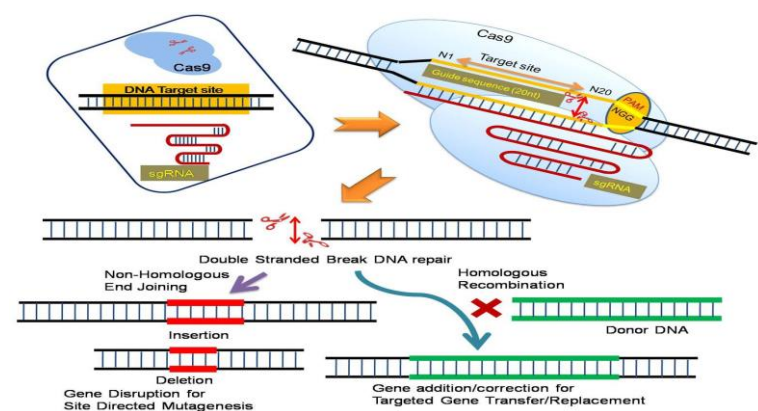 Cas9
DNA Target site
sgRNA
Cas9
N1
Target site
Guide sequence (20nt)
N20
PAM
NGG
sgRNA
Double Stranded Break DNA repair
Non-Homologous
End Joining
Insertion
Deletion
Gene Disruption for
Site Directed Mutagenesis
Homologous
Recombination
Donor DNA
Gene addition/correction for
Targeted Gene Transfer/Replacement